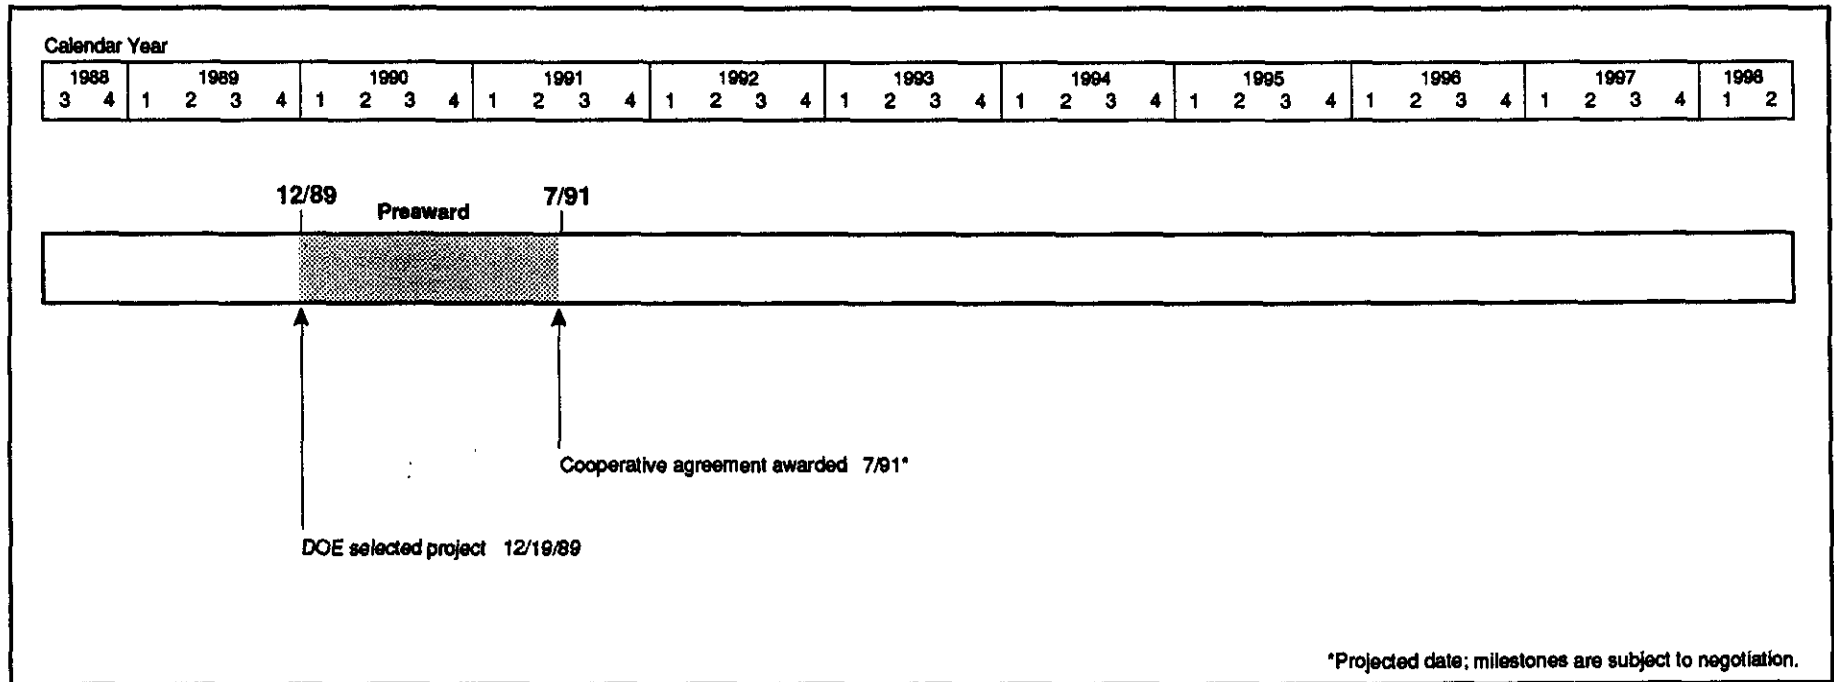 Calendar Year
1988 1989 1990 1991 1992 1993 1994 1995 1996 1997 1998
3 4 1 2 3 4 1 2 3 4 1 2 3 4 1 2 3 4 1 2 3 4 1 2 3 4 1 2 3 4 1 2 3 4 1 2 3 4 1 2
12/89 7/91
Preaward
Cooperative agreement awarded 7/91*
DOE selected project 12/19/89
*Projected date; milestones are subject to negotiation.